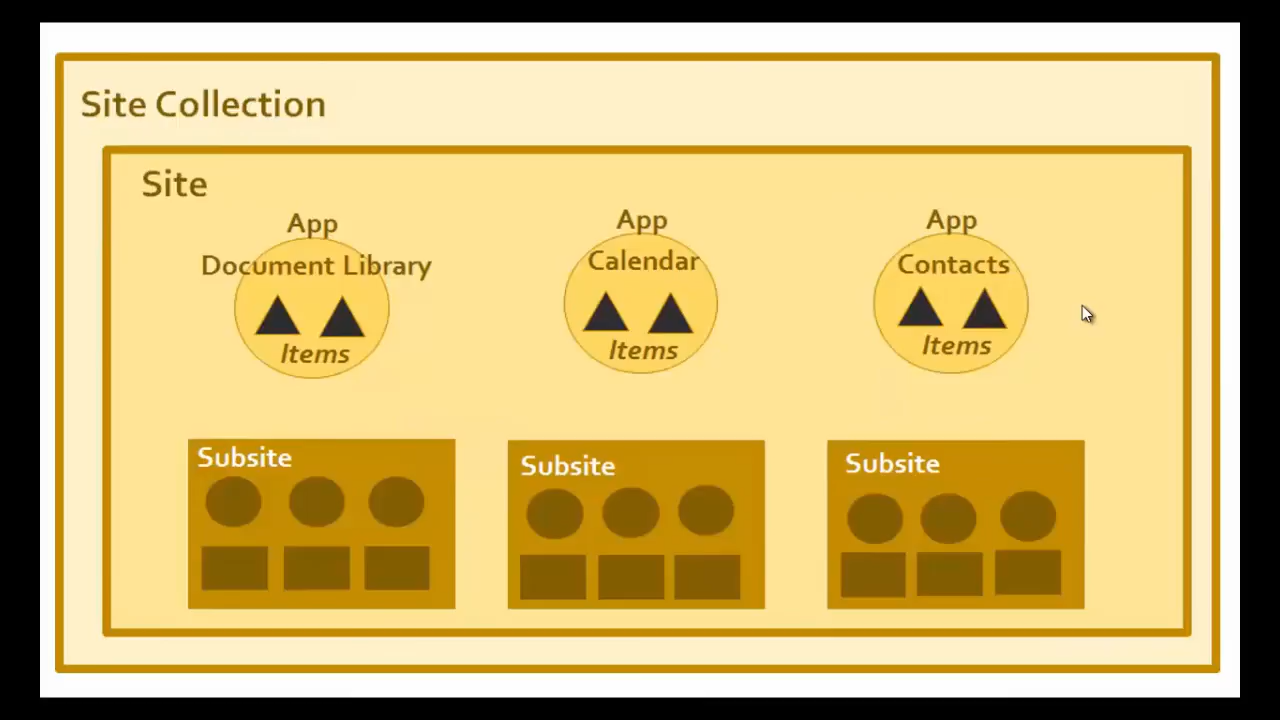 Site Collection
Site
App
App
App
Document Library
Calendar
Contacts
Items
Items
Items
Subsite
Subsite
Subsite